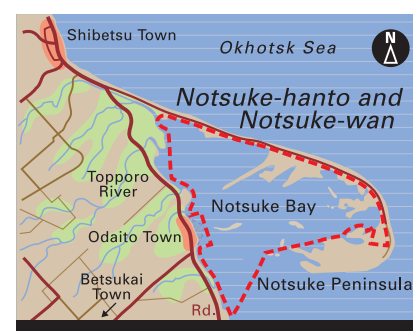 Shibetsu Town
Okhotsk Sea
N
Notsuke-hanto and
Notsuke-wan
Topporo
River
Notsuke Bay
Odaito Town
Betsukai
Town
Notsuke Peninsula
Rd.